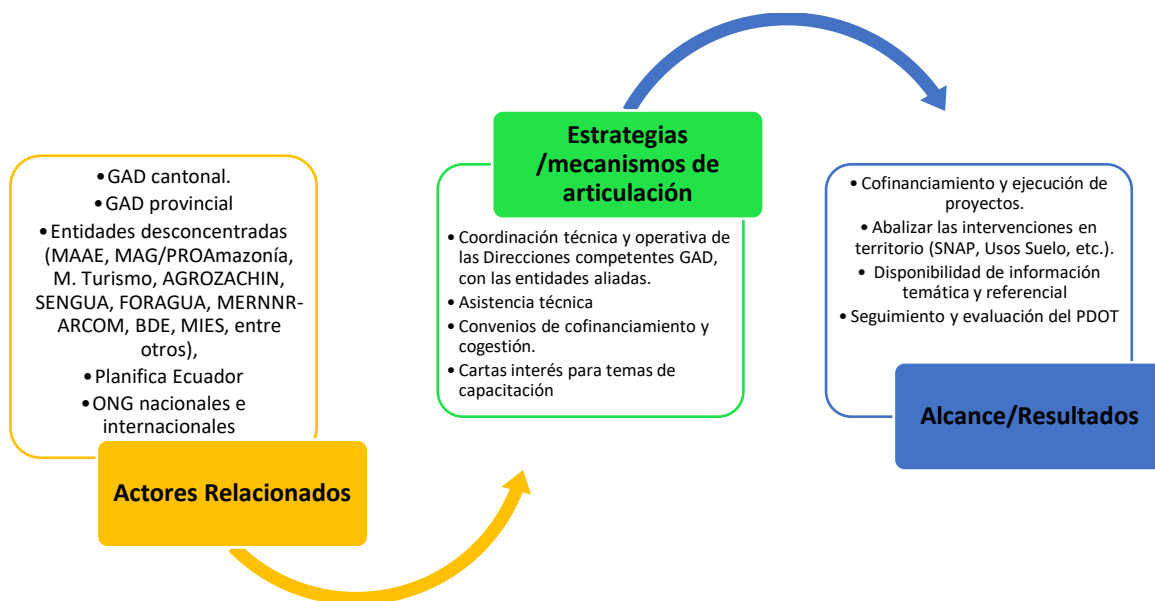 •GAD cantonal.
•GAD provincial
•Entidades desconcentradas
(MAAE, MAG/PROAmazonía,
M. Turismo, AGROZACHIN,
SENGUA, FORAGUA, MERNNR-
ARCOM, BDE, MIES, entre
otros),
•Planifica Ecuador
•ONG nacionales e
internacionales
Actores Relacionados
Estrategias
/mecanismos de
articulación
• Coordinación técnica y operativa de
las Direcciones competentes GAD,
con las entidades aliadas.
• Asistencia técnica
• Convenios de cofinanciamiento y
cogestión.
• Cartas interés para temas de
capacitación
• Cofinanciamiento y ejecución de
proyectos.
• Abalizar las intervenciones en
territorio (SNAP, Usos Suelo, etc.).
• Disponibilidad de información
temática y referencial
• Seguimiento y evaluación del PDOT
Alcance/Resultados